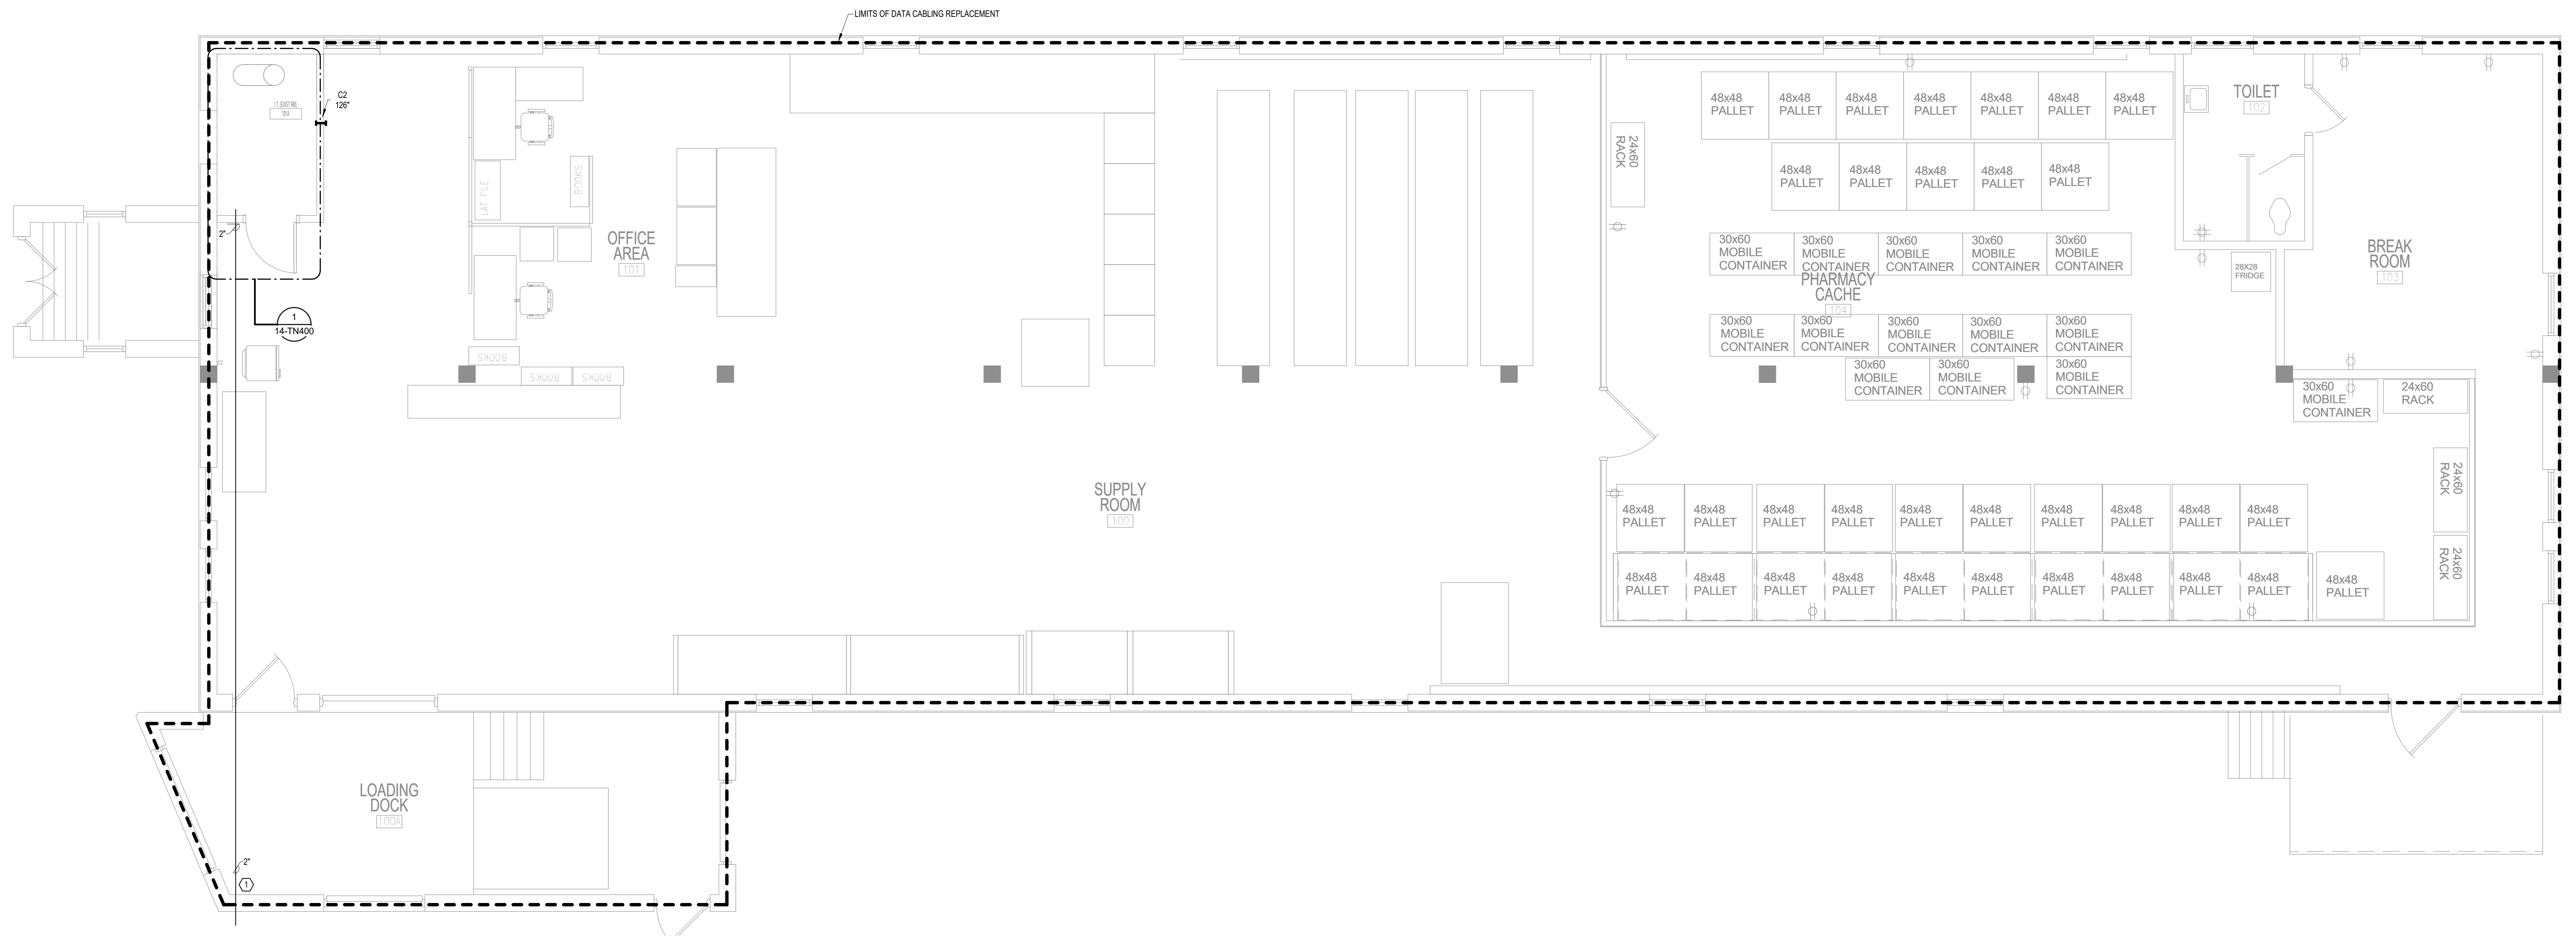 LIMITS OF DATA CABLING REPLACEMENT
C2
126"
I.T. (EAST RM)
101A
2"
1
14-TN400
LAT. FILE
BOOKS
OFFICE
AREA
101
BOOKS
BOOKS
BOOKS
SUPPLY
ROOM
100
LOADING
DOCK
100A
2"
1
24x60
RACK
48x48
PALLET
48x48
PALLET
48x48
PALLET
48x48
PALLET
48x48
PALLET
48x48
PALLET
48x48
PALLET
48x48
PALLET
48x48
PALLET
48x48
PALLET
48x48
PALLET
48x48
PALLET
30x60
MOBILE
CONTAINER
30x60
MOBILE
CONTAINER
30x60
MOBILE
CONTAINER
30x60
MOBILE
CONTAINER
30x60
MOBILE
CONTAINER
PHARMACY
CACHE
104
30x60
MOBILE
CONTAINER
30x60
MOBILE
CONTAINER
30x60
MOBILE
CONTAINER
30x60
MOBILE
CONTAINER
30x60
MOBILE
CONTAINER
30x60
MOBILE
CONTAINER
30x60
MOBILE
CONTAINER
30x60
MOBILE
CONTAINER
TOILET
102
28X28
FRIDGE
BREAK
ROOM
103
30x60
MOBILE
CONTAINER
24x60
RACK
24x60
RACK
24x60
RACK
48x48
PALLET
48x48
PALLET
48x48
PALLET
48x48
PALLET
48x48
PALLET
48x48
PALLET
48x48
PALLET
48x48
PALLET
48x48
PALLET
48x48
PALLET
48x48
PALLET
48x48
PALLET
48x48
PALLET
48x48
PALLET
48x48
PALLET
48x48
PALLET
48x48
PALLET
48x48
PALLET
48x48
PALLET
48x48
PALLET
48x48
PALLET